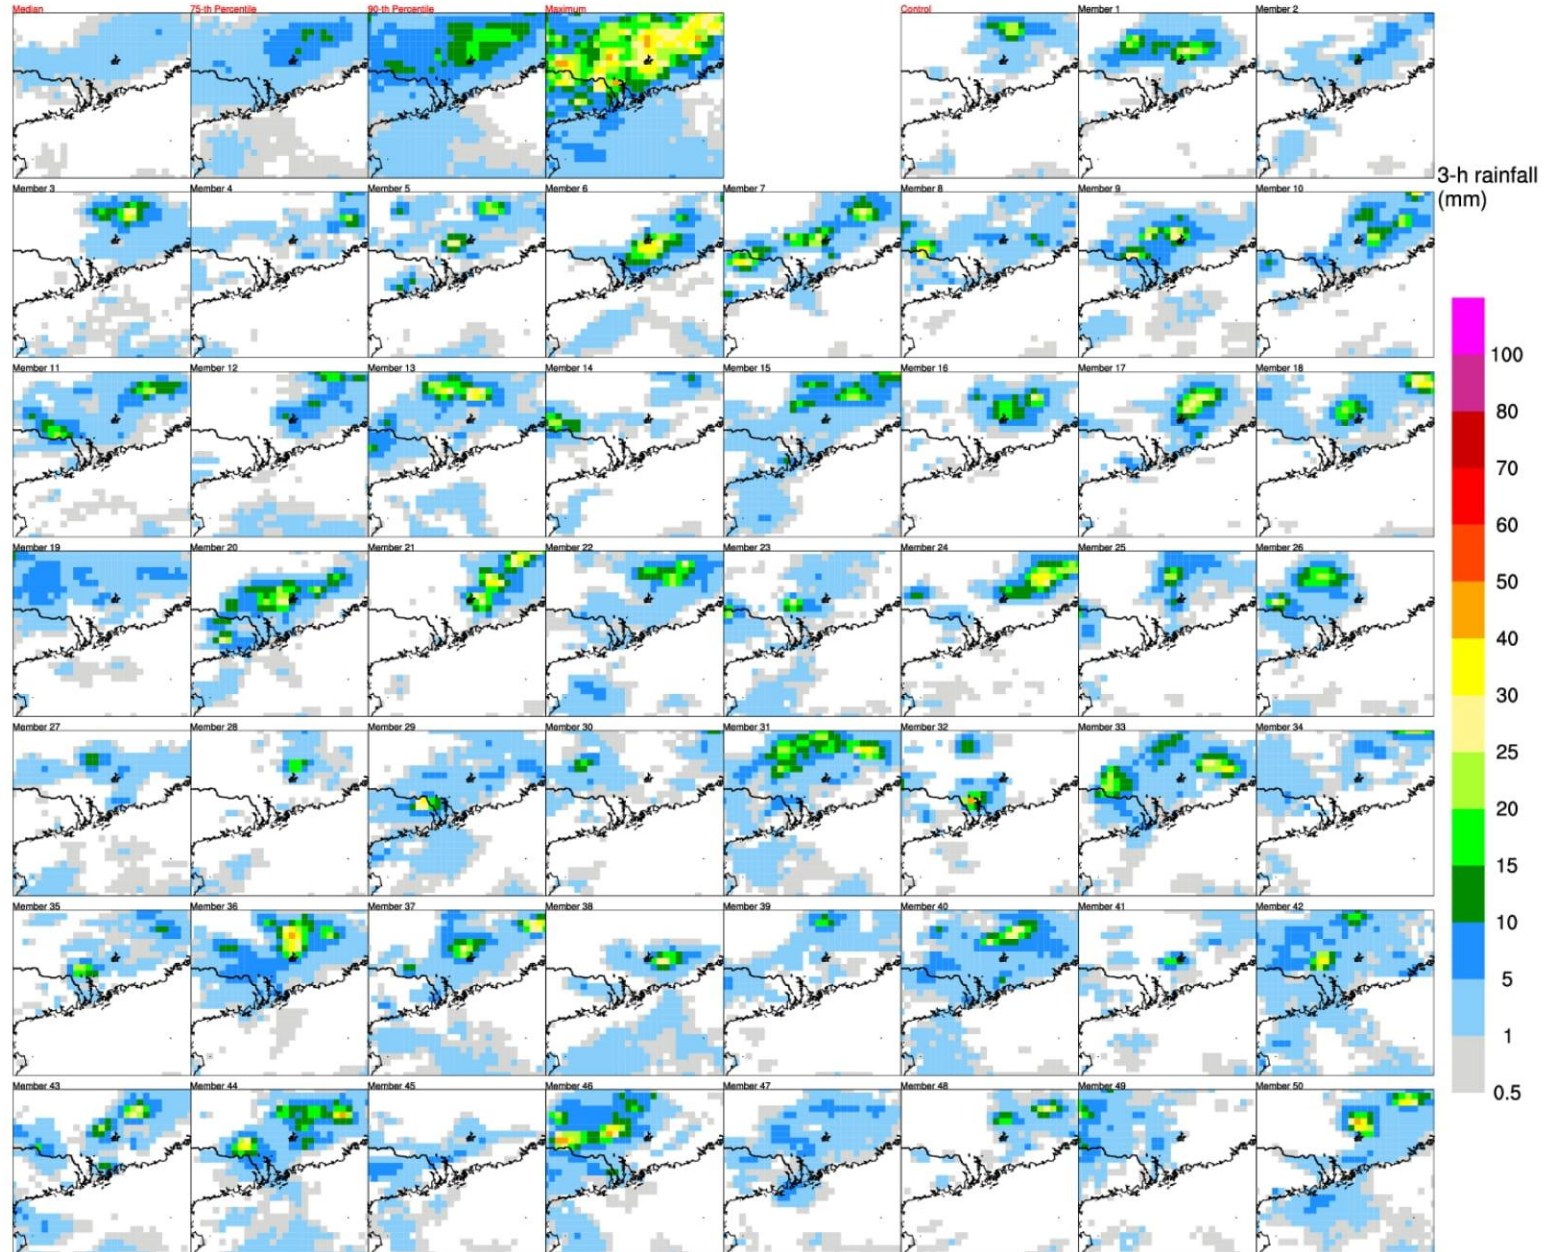 Median 75-th Percentile 90-th Percentile Maximum Control Member 1 Member 2
3-h rainfall
(mm)
Member 3 Member 4 Member 5 Member 6 Member 7 Member 8 Member 9 Member 10
Member 11 Member 12 Member 13 Member 14 Member 15 Member 16 Member 17 Member 18
Member 19 Member 20 Member 21 Member 22 Member 23 Member 24 Member 25 Member 26
Member 27 Member 28 Member 29 Member 30 Member 31 Member 32 Member 33 Member 34
Member 35 Member 36 Member 37 Member 38 Member 39 Member 40 Member 41 Member 42
Member 43 Member 44 Member 45 Member 46 Member 47 Member 48 Member 49 Member 50
100
80
70
60
50
40
30
25
20
15
10
5
1
0.5